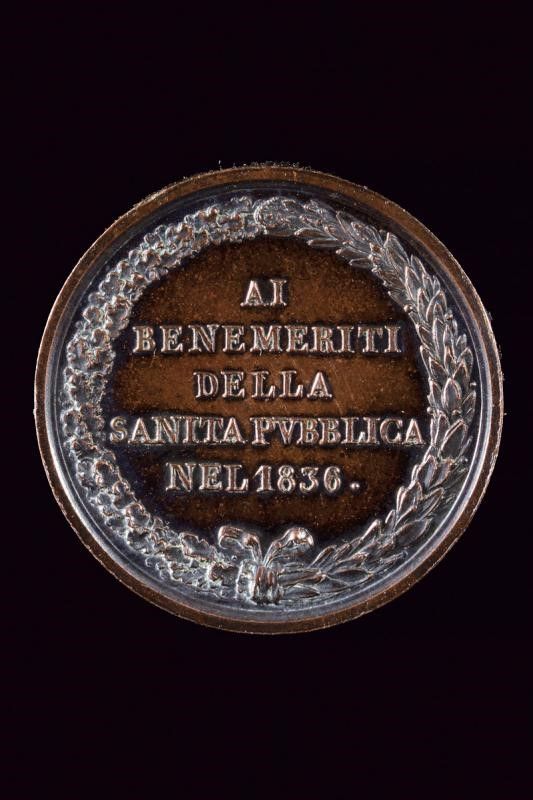 AI
BENEMERITI
DELLA
SANITA PVBBLICA
NEL 1836.